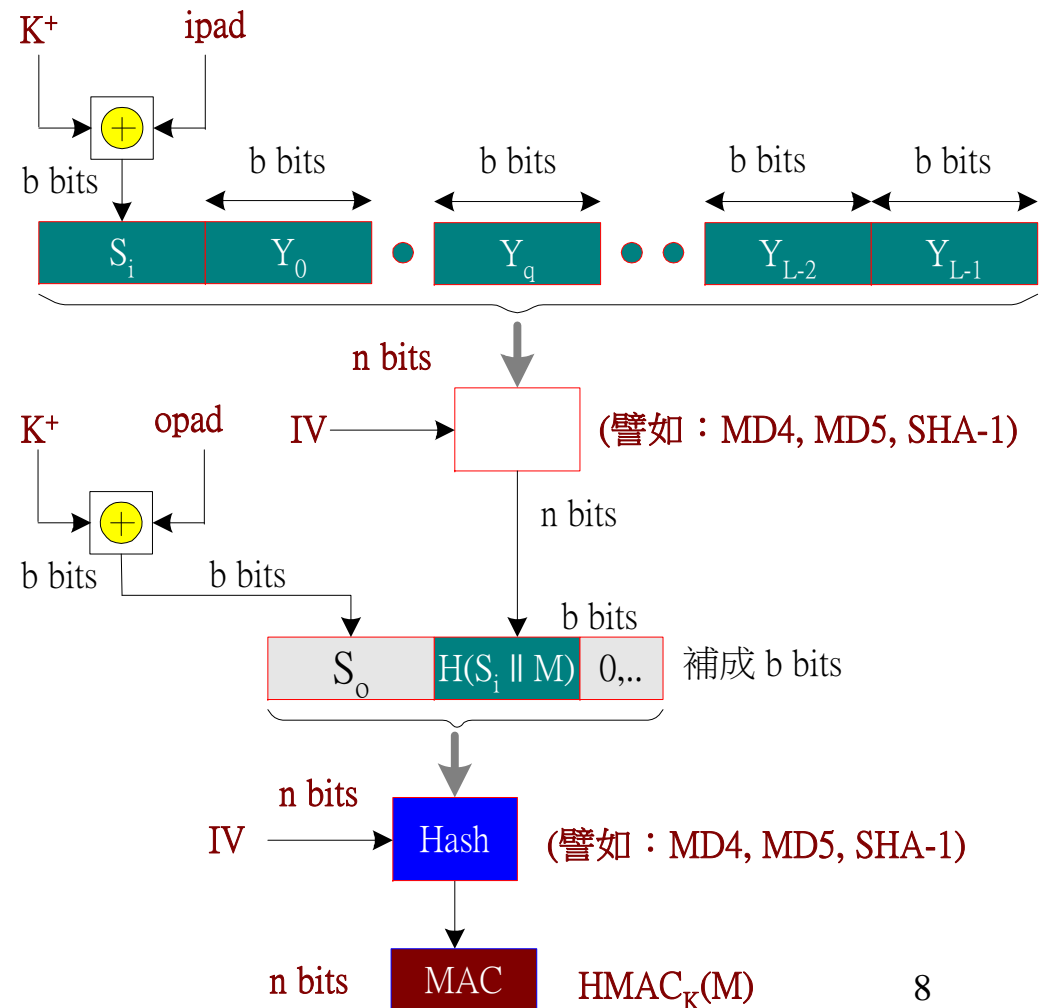 K+ ipad
b bits
b bits b bits b bits b bits
Si Y0 Yq YL-2 YL-1
n bits
IV (譬如：MD4, MD5, SHA-1)
K+ opad
n bits
b bits b bits
b bits
So H(Si || M) 0,.. 補成 b bits
n bits
IV Hash (譬如：MD4, MD5, SHA-1)
n bits MAC HMACK(M) 8